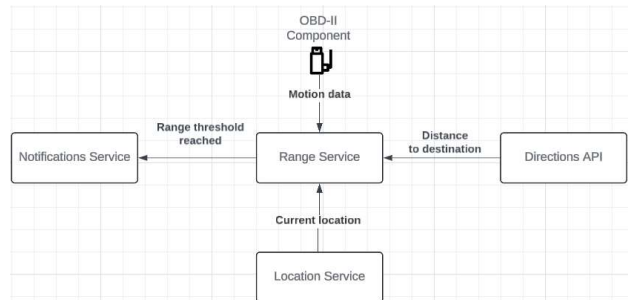 OBD-II
Component
Motion data
Range threshold
reached
Distance
to destination
Notifications Service
Range Service
Directions API
Current location
Location Service